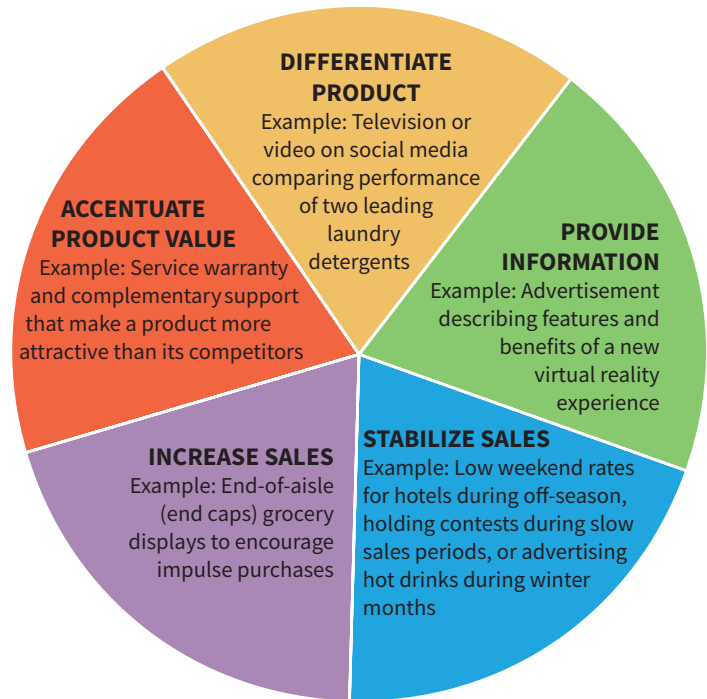 DIFFERENTIATE
PRODUCT
Example: Television or
video on social media
comparing performance
of two leading
laundry
detergents
PROVIDE
INFORMATION
Example: Advertisement
describing features and
benefits of a new
virtual reality
experience
STABILIZE SALES
Example: Low weekend rates
for hotels during off-season,
holding contests during slow
sales periods, or advertising
hot drinks during winter
months
INCREASE SALES
Example: End-of-aisle
(end caps) grocery
displays to encourage
impulse purchases
ACCENTUATE
PRODUCT VALUE
Example: Service warranty
and complementary support
that make a product more
attractive than its competitors